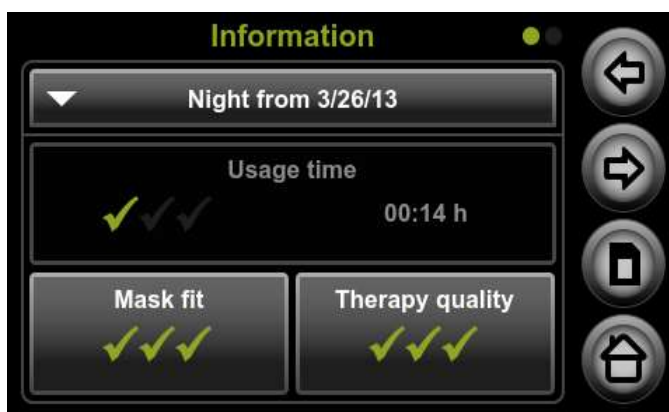 Information
Night from 3/26/13
Usage time
00:14 h
Mask fit
Therapy quality